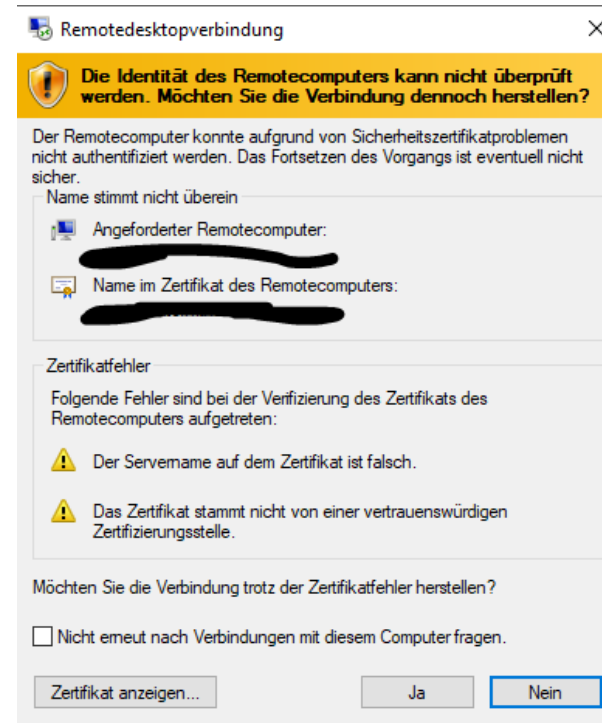 Remotedesktopverbindung
Die Identität des Remotecomputers kann nicht überprüft
werden. Möchten Sie die Verbindung dennoch herstellen?
Der Remotecomputer konnte aufgrund von Sicherheitszertifikatproblemen
nicht authentifiziert werden. Das Fortsetzen des Vorgangs ist eventuell nicht
sicher.
Name stimmt nicht überein
Angeforderter Remotecomputer:
Name im Zertifikat des Remotecomputers:
Zertifikatfehler
Folgende Fehler sind bei der Verifizierung des Zertifikats des
Remotecomputers aufgetreten:
Der Servername auf dem Zertifikat ist falsch.
Das Zertifikat stammt nicht von einer vertrauenswürdigen
Zertifizierungsstelle.
Möchten Sie die Verbindung trotz der Zertifikatfehler herstellen?
Nicht erneut nach Verbindungen mit diesem Computer fragen.
Zertifikat anzeigen... Ja Nein